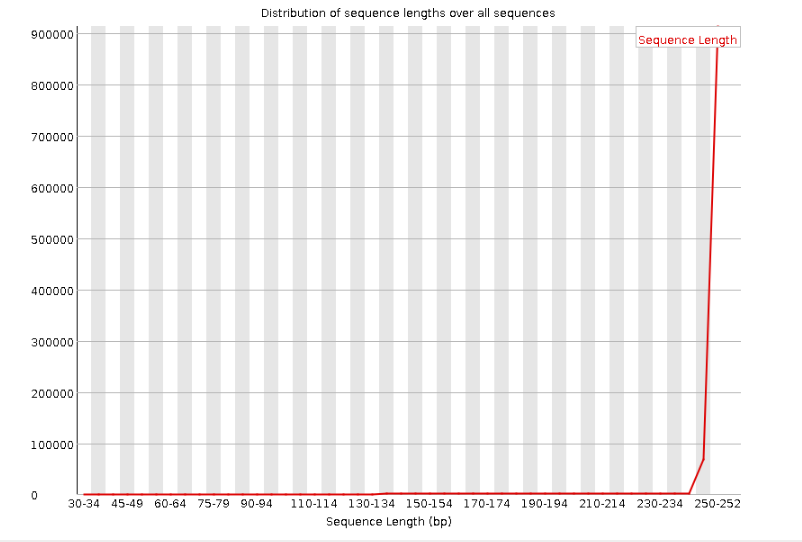 Distribution of sequence lengths over all sequences
Sequence Length
900000
800000
700000
600000
500000
400000
300000
200000
100000
0
30-34 45-49 60-64 75-79 90-94 110-114 130-134 150-154 170-174 190-194 210-214 230-234 250-252
Sequence Length (bp)